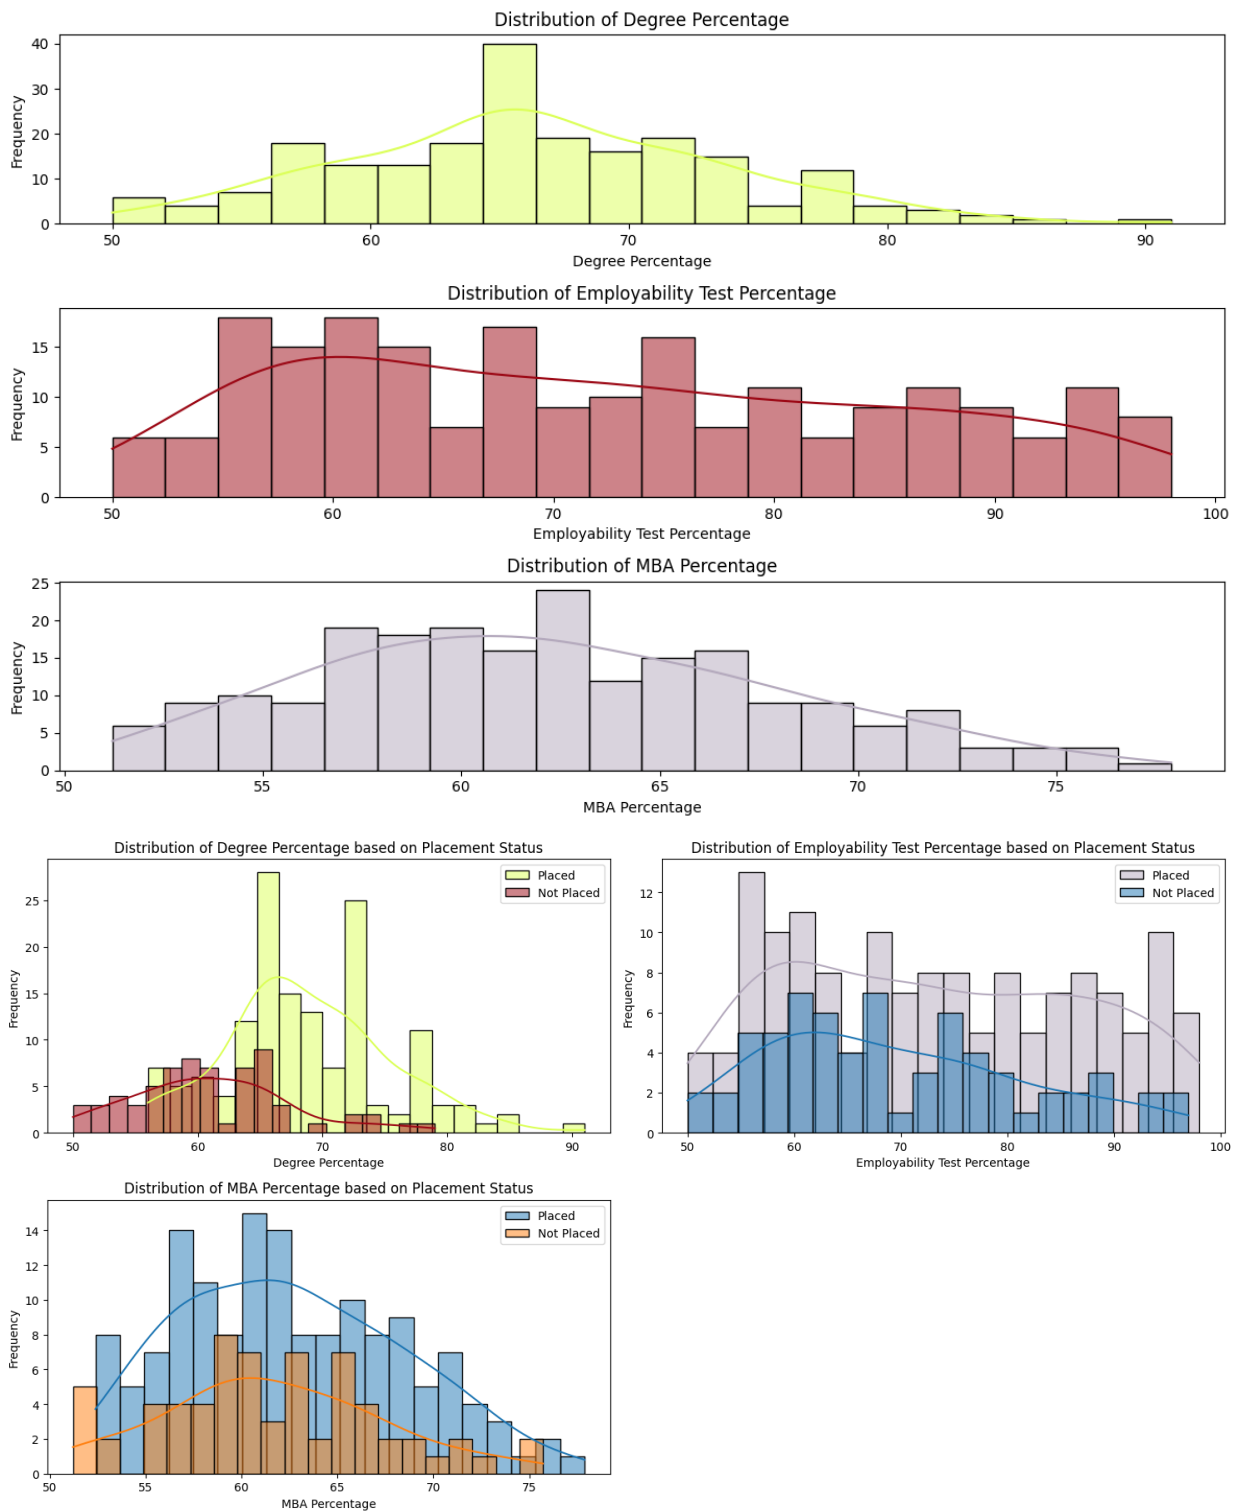 Distribution of Degree Percentage
Frequency
40
30
20
10
0
50 60 70 80 90
Degree Percentage
Distribution of Employability Test Percentage
Frequency
15
10
5
0
50 60 70 80 90 100
Employability Test Percentage
Distribution of MBA Percentage
Frequency
25
20
15
10
5
0
50 55 60 65 70 75
MBA Percentage
Distribution of Degree Percentage based on Placement Status
Placed
Not Placed
Frequency
25
20
15
10
5
0
50 60 70 80 90
Degree Percentage
Distribution of Employability Test Percentage based on Placement Status
Placed
Not Placed
Frequency
12
10
8
6
4
2
0
50 60 70 80 90 100
Employability Test Percentage
Distribution of MBA Percentage based on Placement Status
Placed
Not Placed
Frequency
14
12
10
8
6
4
2
0
50 55 60 65 70 75
MBA Percentage